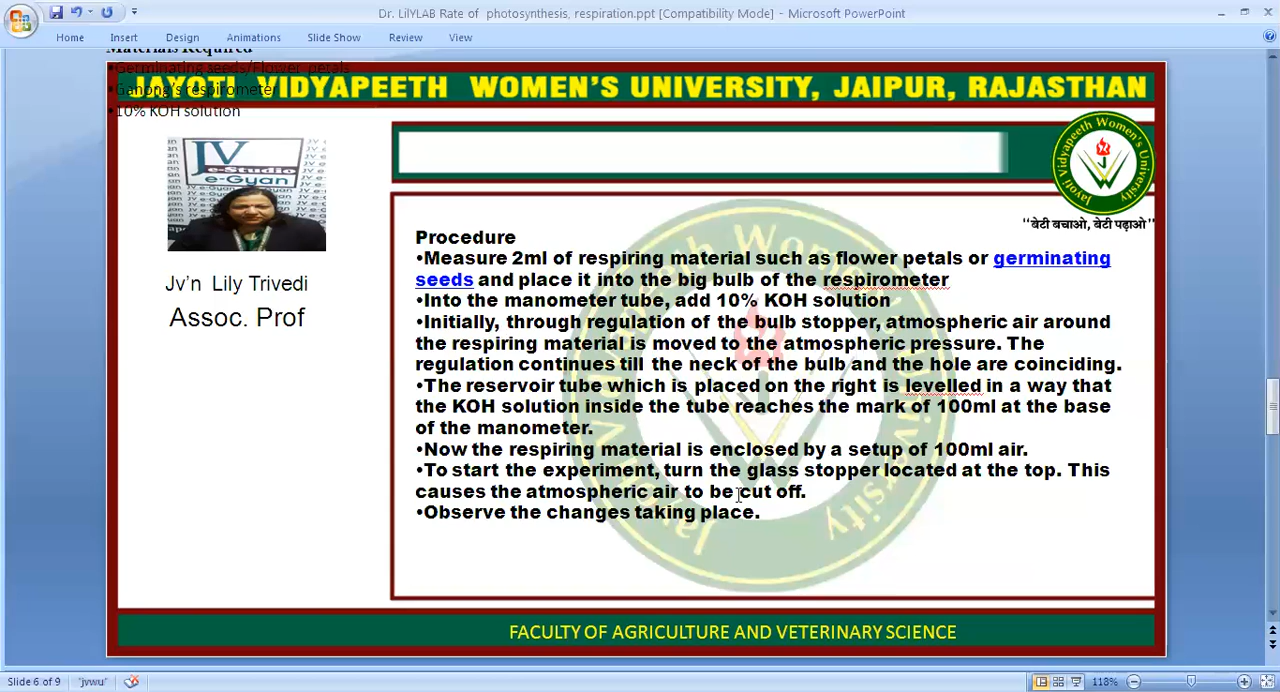 Dr. LilYLAB Rate of photosynthesis, respiration.ppt [Compatibility Mode] - Microsoft PowerPoint
Home Insert Design Animations Slide Show Review View
Materials Required
•Germinating seeds/Flower petals
•Ganong's respirometer
•10% KOH solution
VIDYAPEETH WOMEN'S UNIVERSITY, JAIPUR, RAJASTHAN
JV
e-Studio
e-Gyan
Jayoti Vidyapeeth Women's University
"बेटी बचाओ, बेटी पढ़ाओ"
Jv'n Lily Trivedi
Assoc. Prof
Procedure
•Measure 2ml of respiring material such as flower petals or germinating
seeds and place it into the big bulb of the respirometer
•Into the manometer tube, add 10% KOH solution
•Initially, through regulation of the bulb stopper, atmospheric air around
the respiring material is moved to the atmospheric pressure. The
regulation continues till the neck of the bulb and the hole are coinciding.
•The reservoir tube which is placed on the right is levelled in a way that
the KOH solution inside the tube reaches the mark of 100ml at the base
of the manometer.
•Now the respiring material is enclosed by a setup of 100ml air.
•To start the experiment, turn the glass stopper located at the top. This
causes the atmospheric air to be cut off.
•Observe the changes taking place.
FACULTY OF AGRICULTURE AND VETERINARY SCIENCE
Slide 6 of 9 "jvwu" 118%